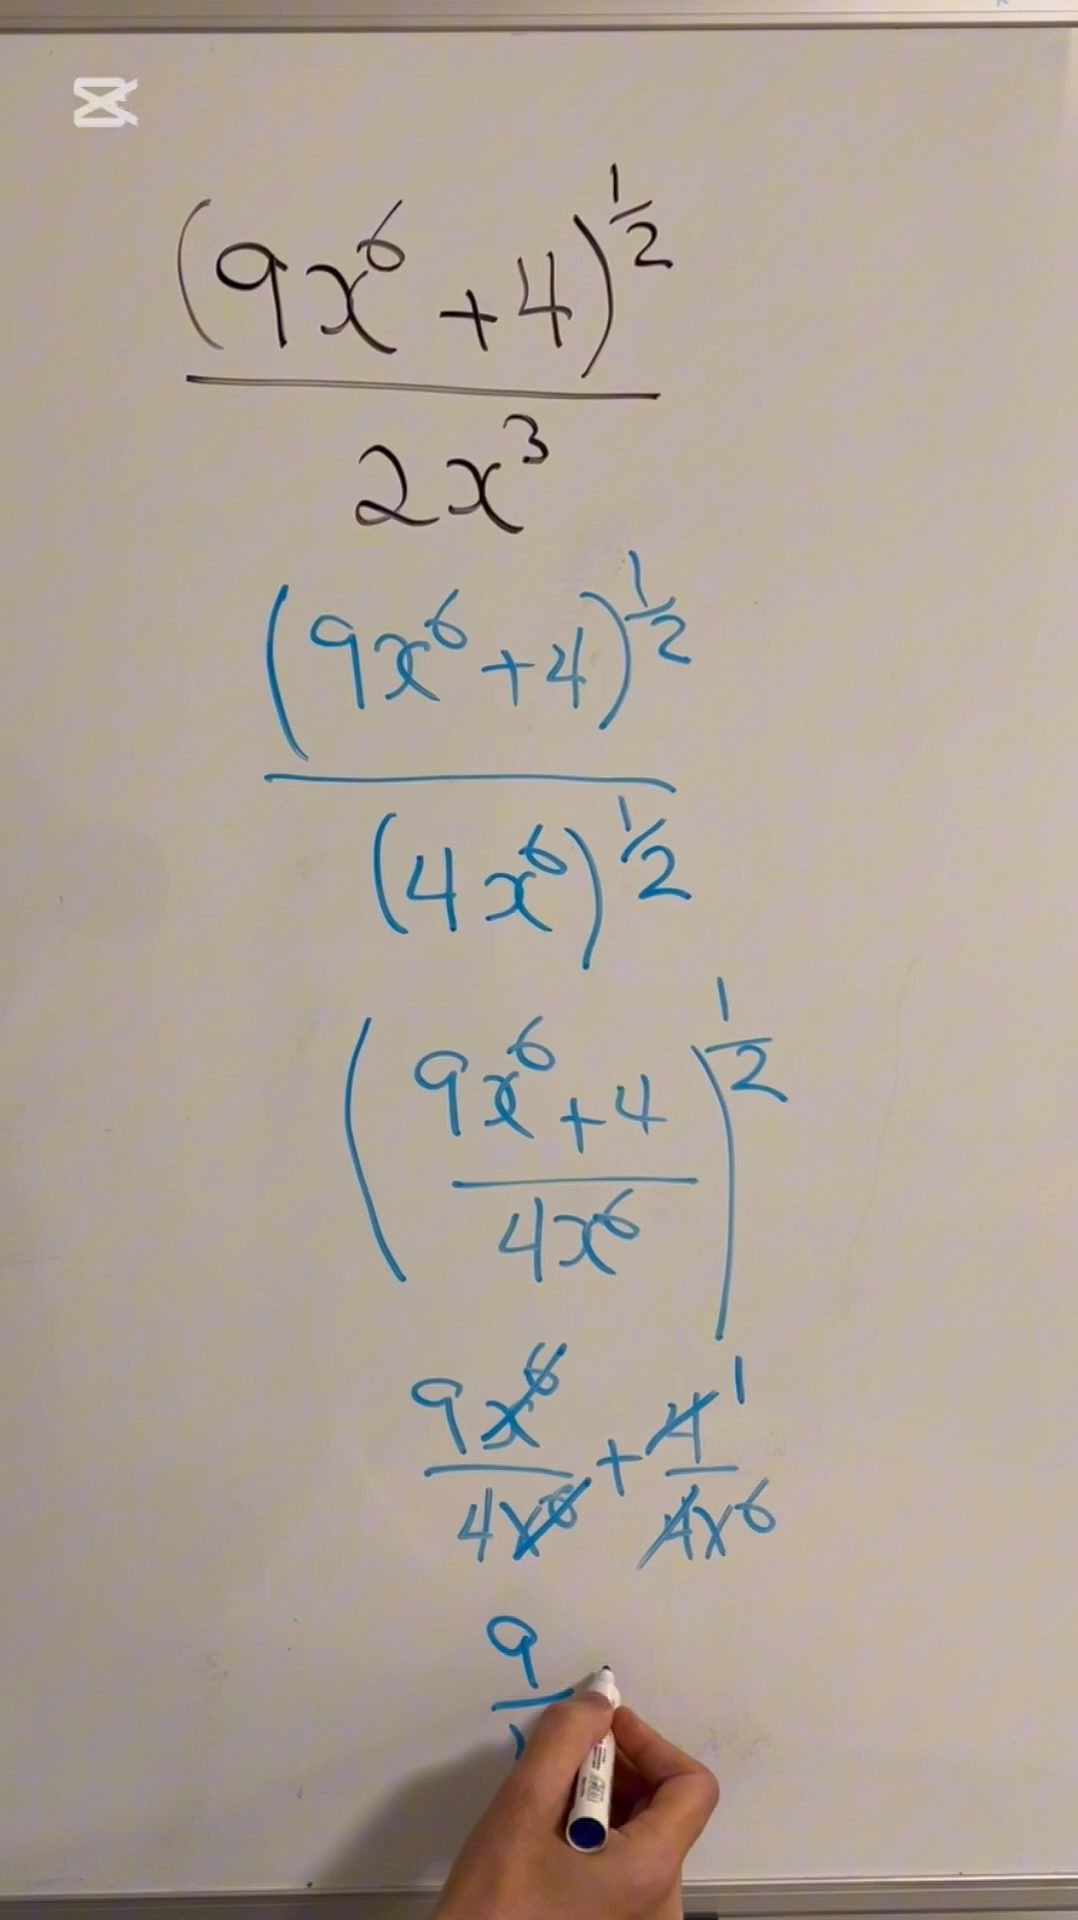 (9x⁶ + 4)^½
2x³
(9x⁶ + 4)^½
(4x⁶)^½
(9x⁶ + 4)^½
4x⁶
9x⁶ + 4 1
4x⁶ 4x⁶
9